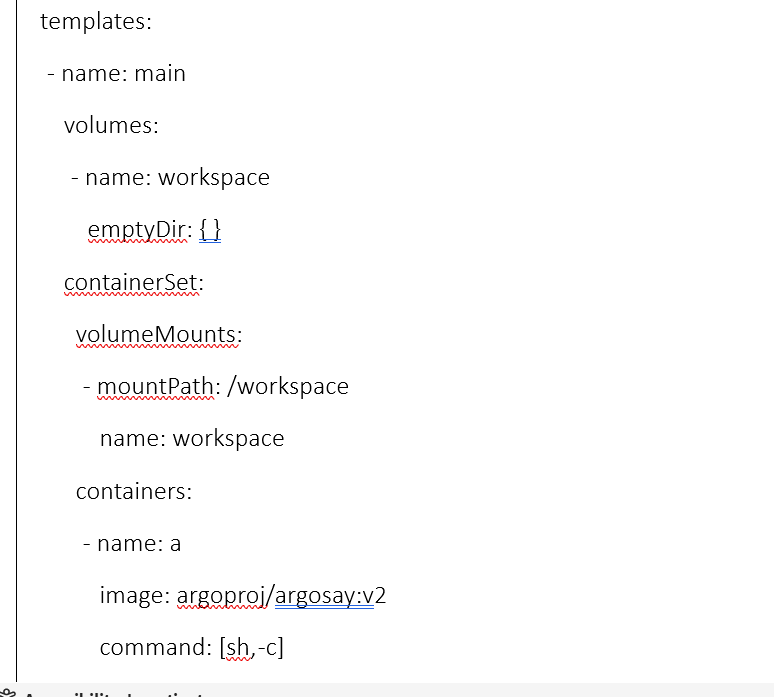 templates:
- name: main
volumes:
- name: workspace
emptyDir: { }
containerSet:
volumeMounts:
- mountPath: /workspace
name: workspace
containers:
- name: a
image: argoproj/argosay:v2
command: [sh,-c]